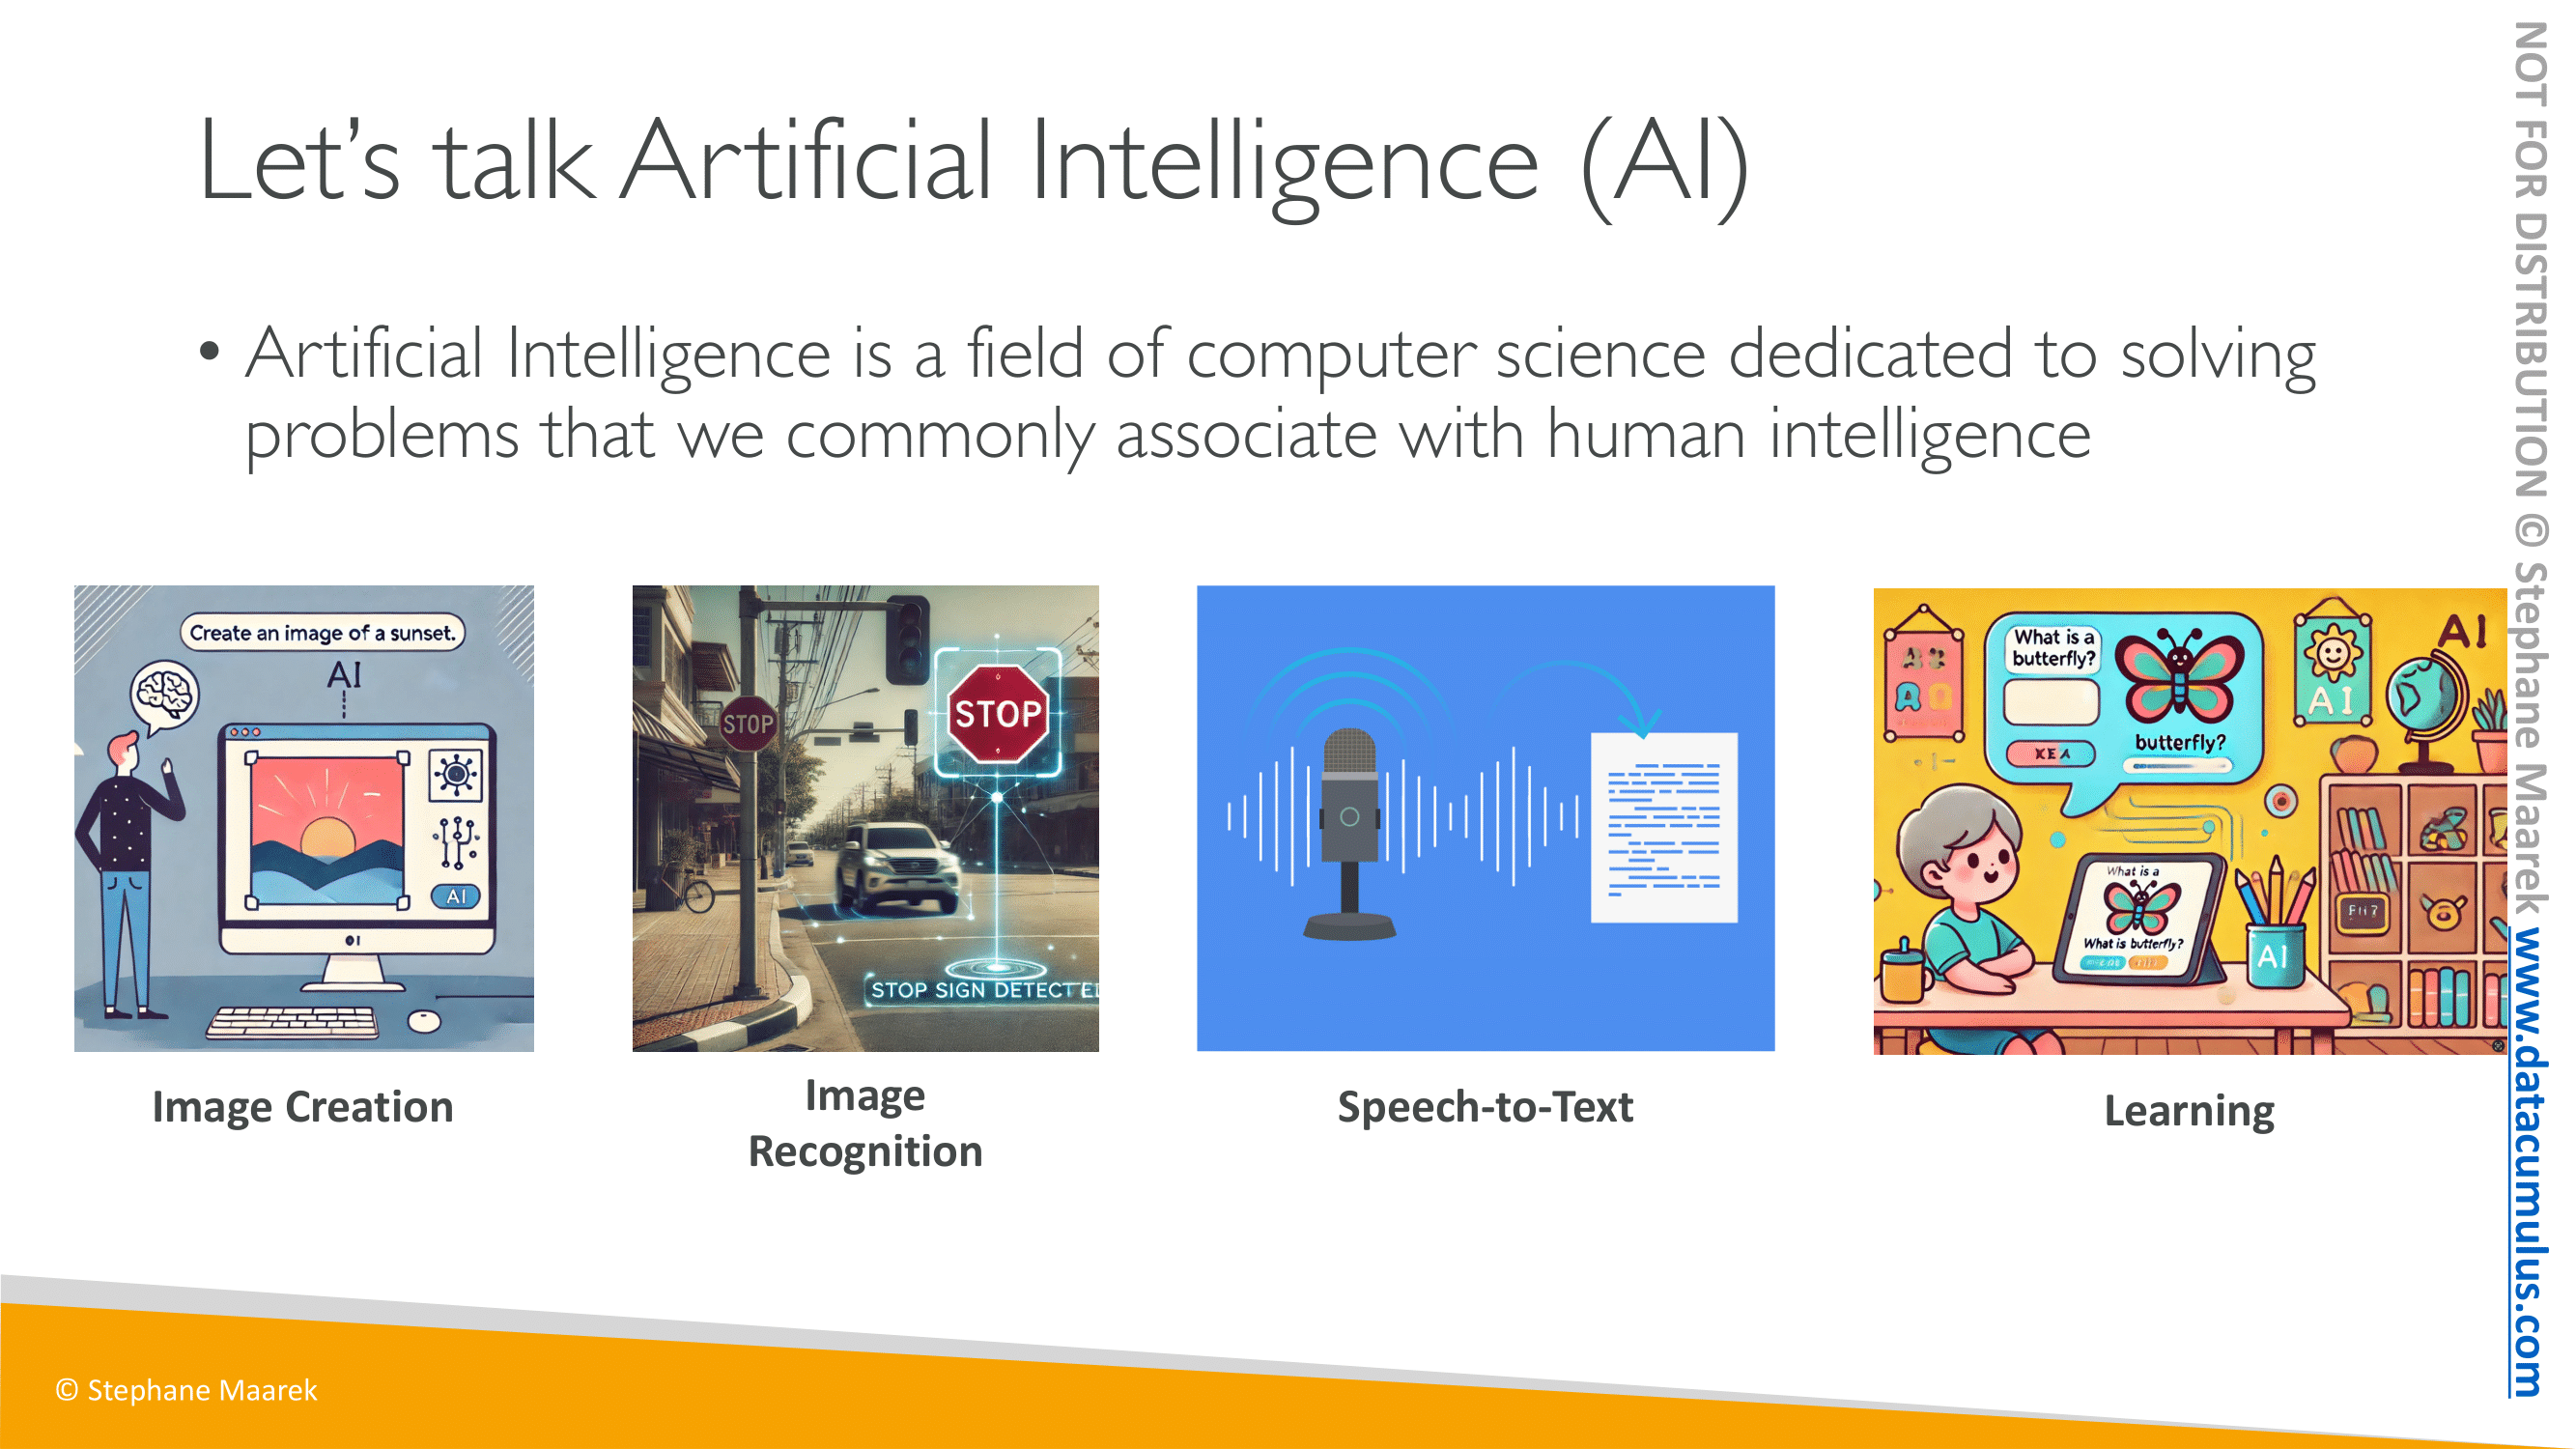 Let's talk Artificial Intelligence (AI)
• Artificial Intelligence is a field of computer science dedicated to solving
problems that we commonly associate with human intelligence
Create an image of a sunset.
AI
AI
STOP
STOP
STOP SIGN DETECTED
What is a
butterfly?
butterfly?
KEA
AI
AI
What is a
What is butterfly?
AI
Image Creation
Image
Recognition
Speech-to-Text
Learning
© Stephane Maarek
NOT FOR DISTRIBUTION © Stephane Maarek www.datacumulus.com